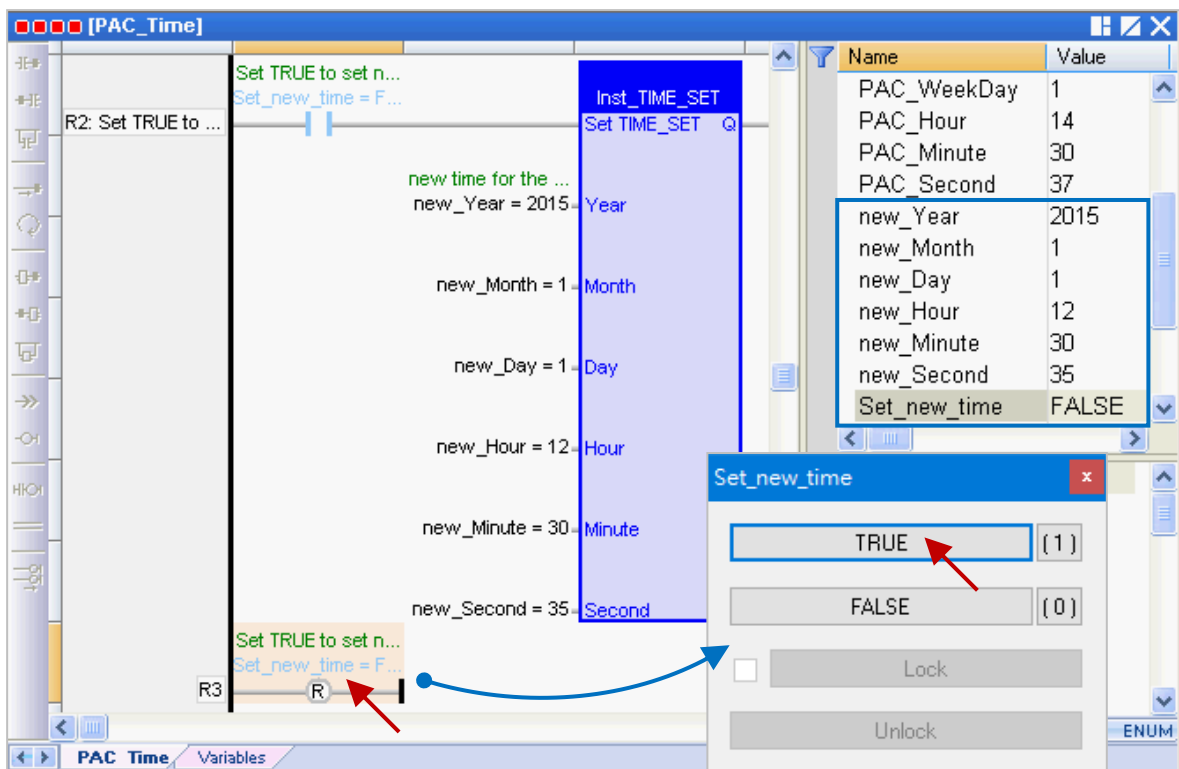 [PAC_Time]
Set TRUE to set n...
Set_new_time = F...
R2: Set TRUE to ...
Inst_TIME_SET
Set TIME_SET Q
new time for the ...
new_Year = 2015 Year
new_Month = 1 Month
new_Day = 1 Day
new_Hour = 12 Hour
new_Minute = 30 Minute
new_Second = 35 Second
Set TRUE to set n...
Set_new_time = F...
R3 R
Name Value
PAC_WeekDay 1
PAC_Hour 14
PAC_Minute 30
PAC_Second 37
new_Year 2015
new_Month 1
new_Day 1
new_Hour 12
new_Minute 30
new_Second 35
Set_new_time FALSE
Set_new_time x
TRUE (1)
FALSE (0)
Lock
Unlock
ENUM
PAC_Time Variables